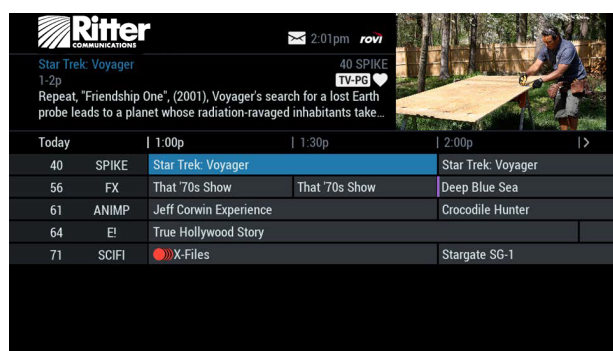 Ritter
COMMUNICATIONS
2:01pm rovi
Star Trek: Voyager 40 SPIKE
1-2p TV-PG
Repeat, "Friendship One", (2001), Voyager's search for a lost Earth
probe leads to a planet whose radiation-ravaged inhabitants take...
Today 1:00p 1:30p 2:00p
40 SPIKE Star Trek: Voyager Star Trek: Voyager
56 FX That '70s Show That '70s Show Deep Blue Sea
61 ANIMP Jeff Corwin Experience Crocodile Hunter
64 E! True Hollywood Story
71 SCIFI X-Files Stargate SG-1